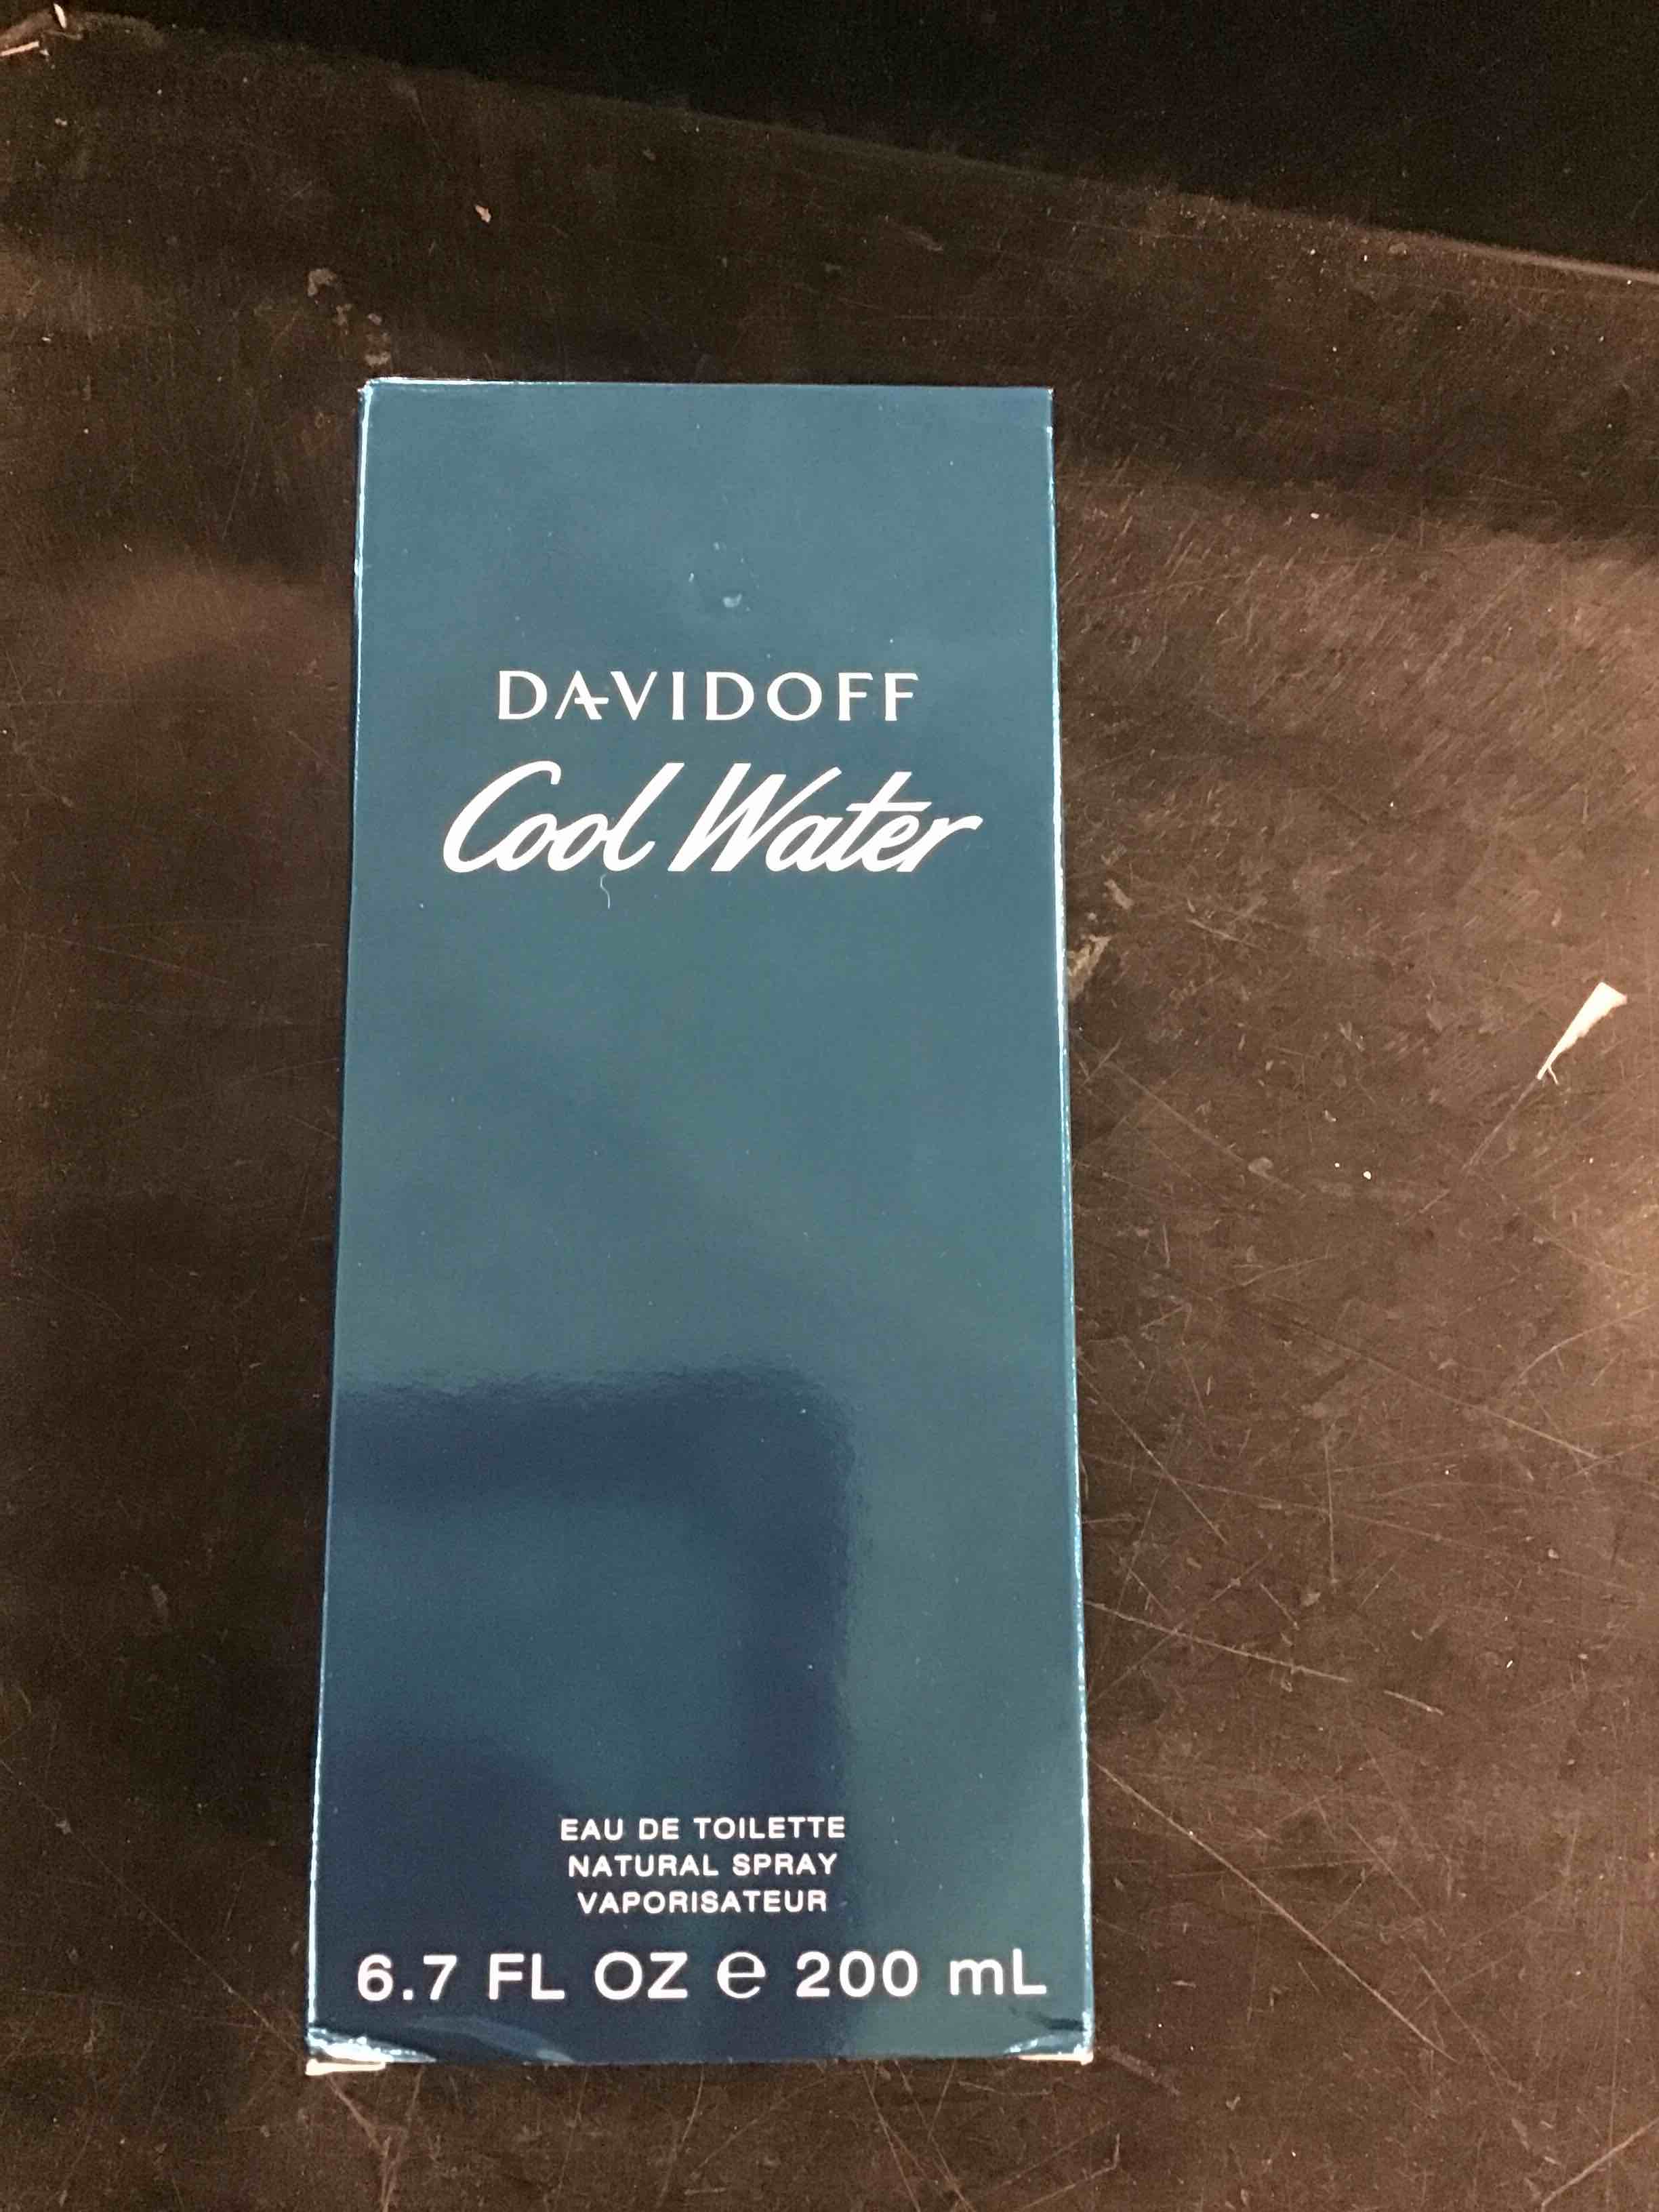 DAVIDOFF
Cool Water
EAU DE TOILETTE
NATURAL SPRAY
VAPORISATEUR
6.7 FL OZ ℮ 200 mL